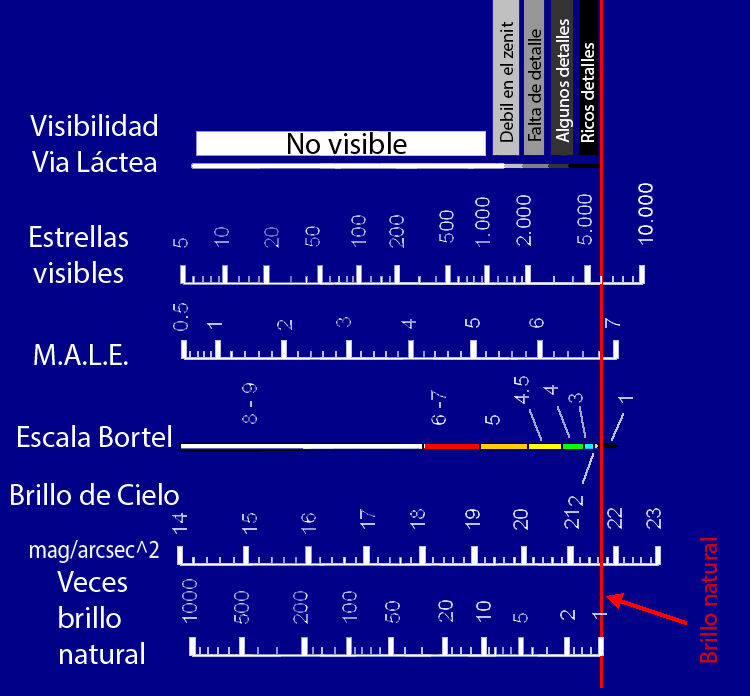 Debil en el zenit
Falta de detalle
Algunos detalles
Ricos detalles
Visibilidad
Via Láctea
No visible
Estrellas
visibles
5 10 20 50 100 200 500 1.000 2.000 5.000 10.000
M.A.L.E.
0.5 1 2 3 4 5 6 7
Escala Bortel
8 - 9 6 -7 5 4.5 4 3 1
2
Brillo de Cielo
mag/arcsec^2
14 15 16 17 18 19 20 21 22 23
Veces
brillo
natural
1000 500 200 100 50 20 10 5 2 1
Brillo natural